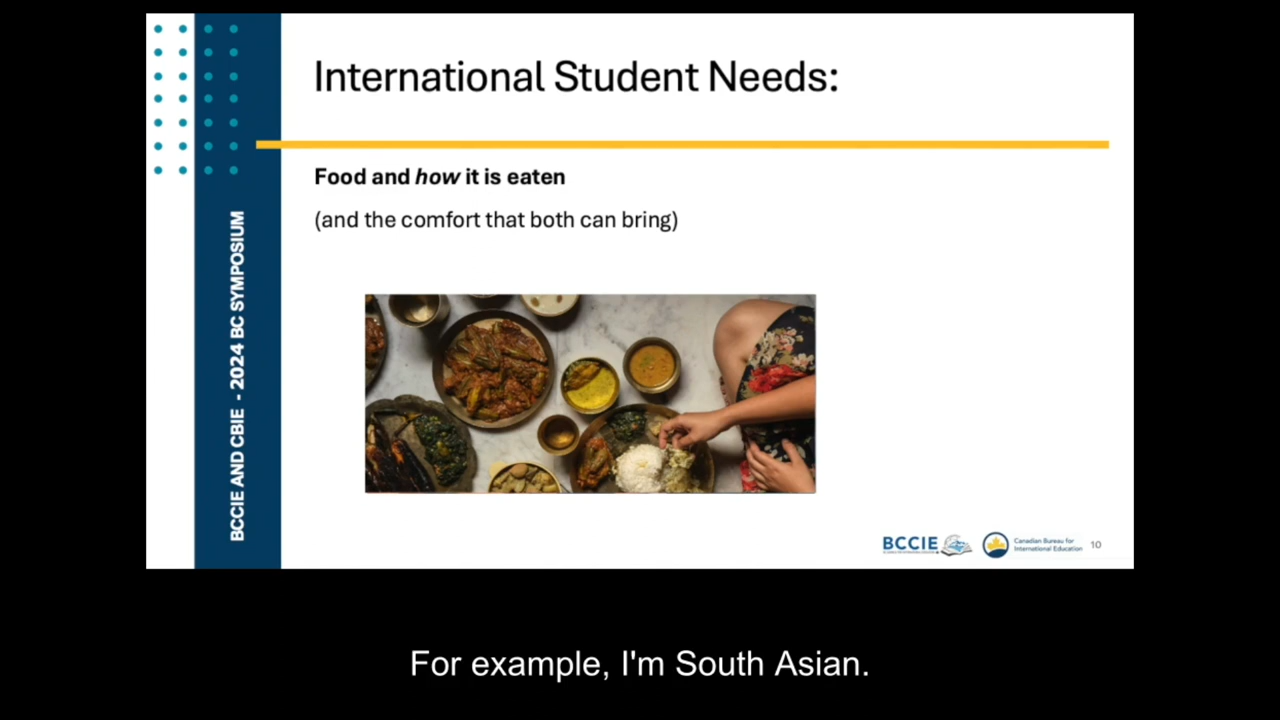 International Student Needs:
Food and how it is eaten
(and the comfort that both can bring)
BCCIE AND CBIE - 2024 BC SYMPOSIUM
BCCIE
Canadian Bureau for
International Education
10
For example, I'm South Asian.